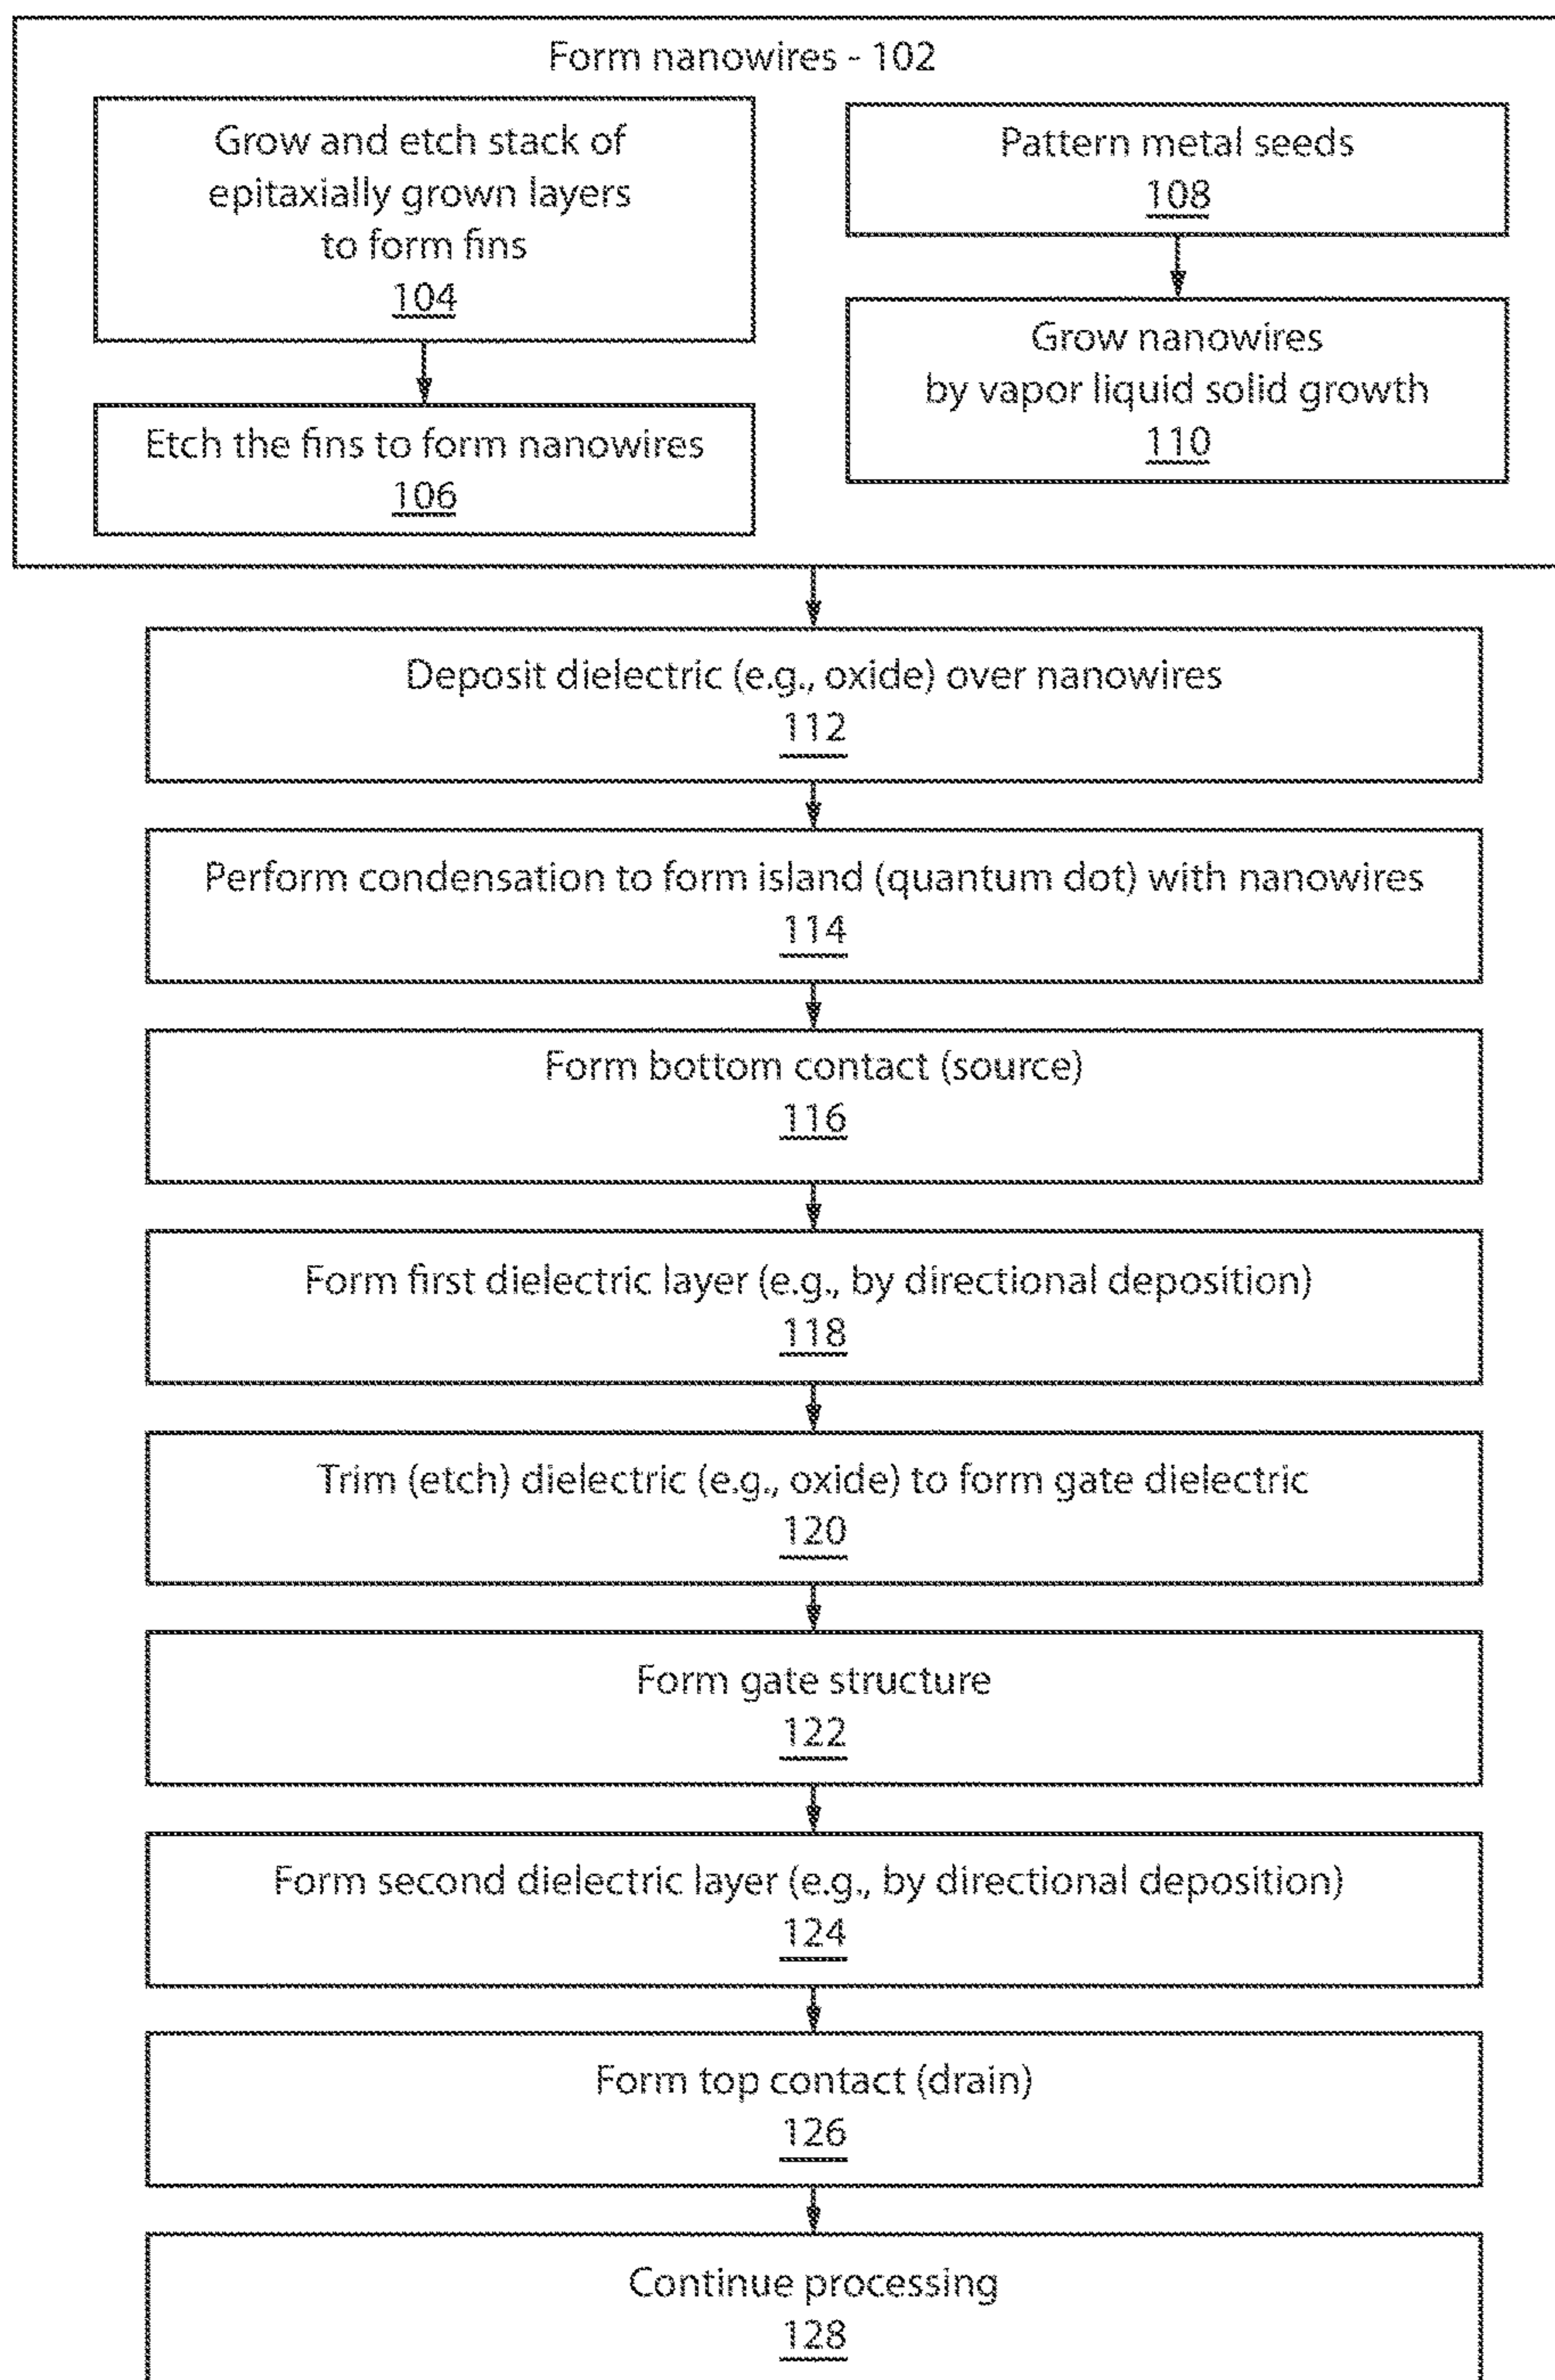 Form nanowires - 102
Grow and etch stack of
epitaxially grown layers
to form fins
104
Etch the fins to form nanowires
106
Pattern metal seeds
108
Grow nanowires
by vapor liquid solid growth
110
Deposit dielectric (e.g., oxide) over nanowires
112
Perform condensation to form island (quantum dot) with nanowires
114
Form bottom contact (source)
116
Form first dielectric layer (e.g., by directional deposition)
118
Trim (etch) dielectric (e.g., oxide) to form gate dielectric
120
Form gate structure
122
Form second dielectric layer (e.g., by directional deposition)
124
Form top contact (drain)
126
Continue processing
128